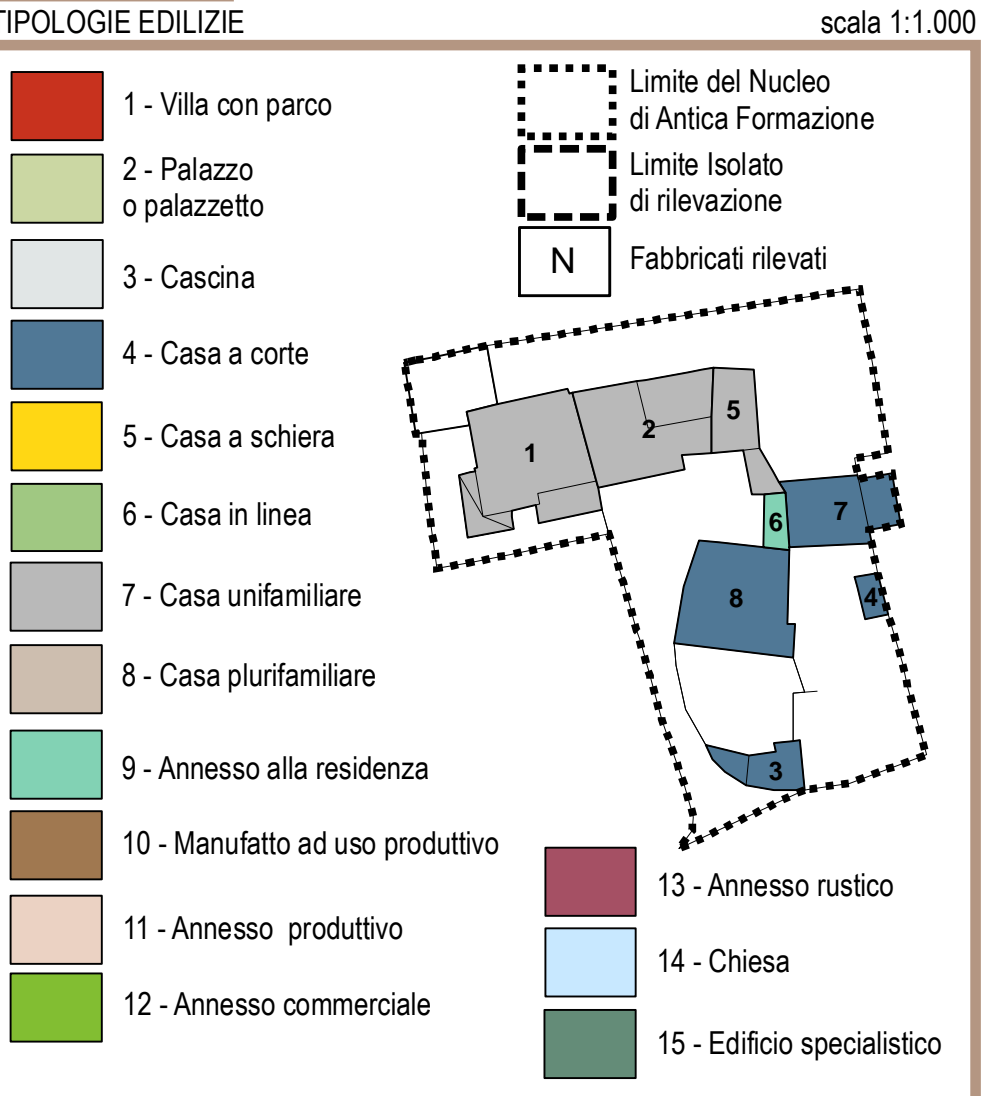 TIPOLOGIE EDILIZIE
scala 1:1.000
1 - Villa con parco
2 - Palazzo
o palazzetto
3 - Cascina
4 - Casa a corte
5 - Casa a schiera
6 - Casa in linea
7 - Casa unifamiliare
8 - Casa plurifamiliare
9 - Annesso alla residenza
10 - Manufatto ad uso produttivo
11 - Annesso produttivo
12 - Annesso commerciale
Limite del Nucleo
di Antica Formazione
Limite Isolato
di rilevazione
N
Fabbricati rilevati
1
2
5
6
7
8
4
3
13 - Annesso rustico
14 - Chiesa
15 - Edificio specialistico